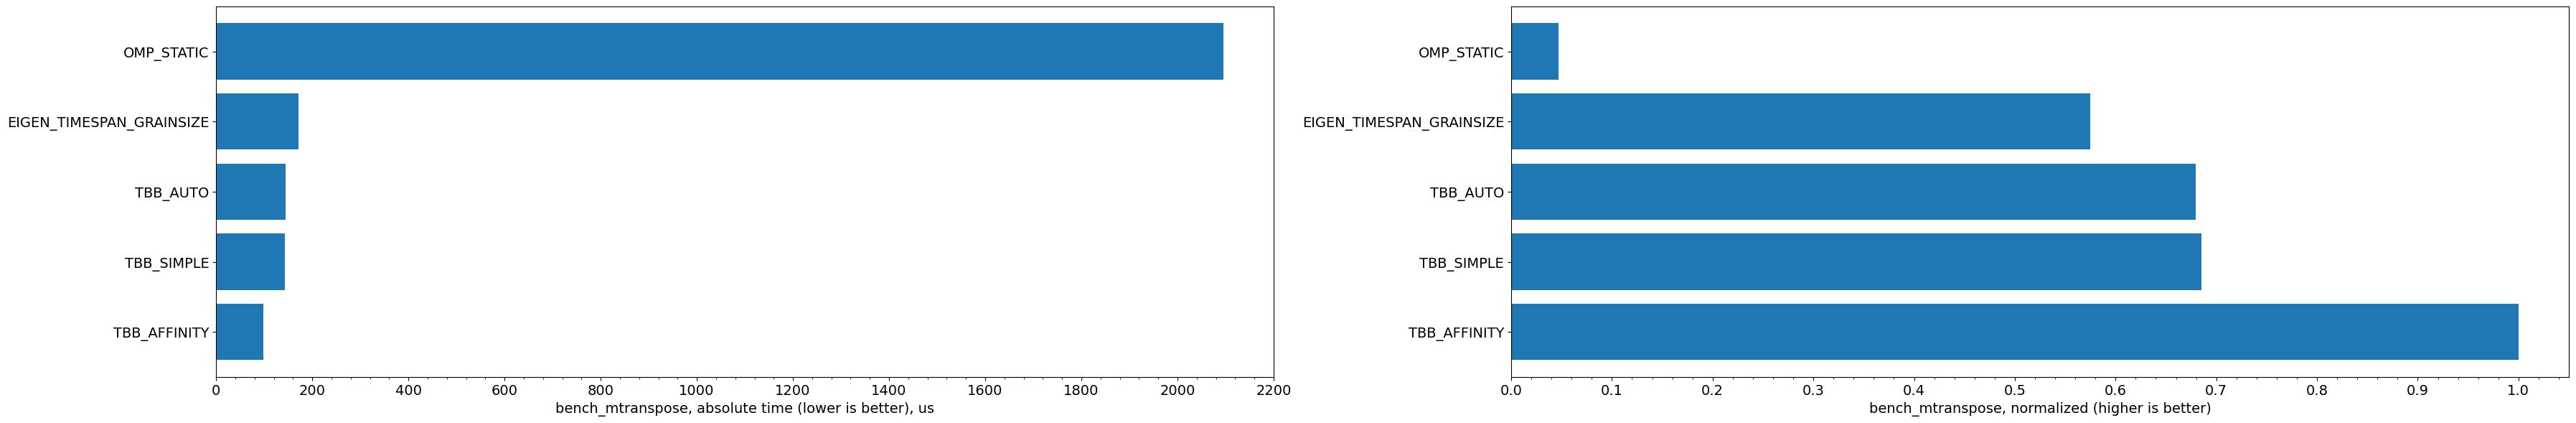 OMP_STATIC
EIGEN_TIMESPAN_GRAINSIZE
TBB_AUTO
TBB_SIMPLE
TBB_AFFINITY
0 200 400 600 800 1000 1200 1400 1600 1800 2000 2200
bench_mtranspose, absolute time (lower is better), us
OMP_STATIC
EIGEN_TIMESPAN_GRAINSIZE
TBB_AUTO
TBB_SIMPLE
TBB_AFFINITY
0.0 0.1 0.2 0.3 0.4 0.5 0.6 0.7 0.8 0.9 1.0
bench_mtranspose, normalized (higher is better)